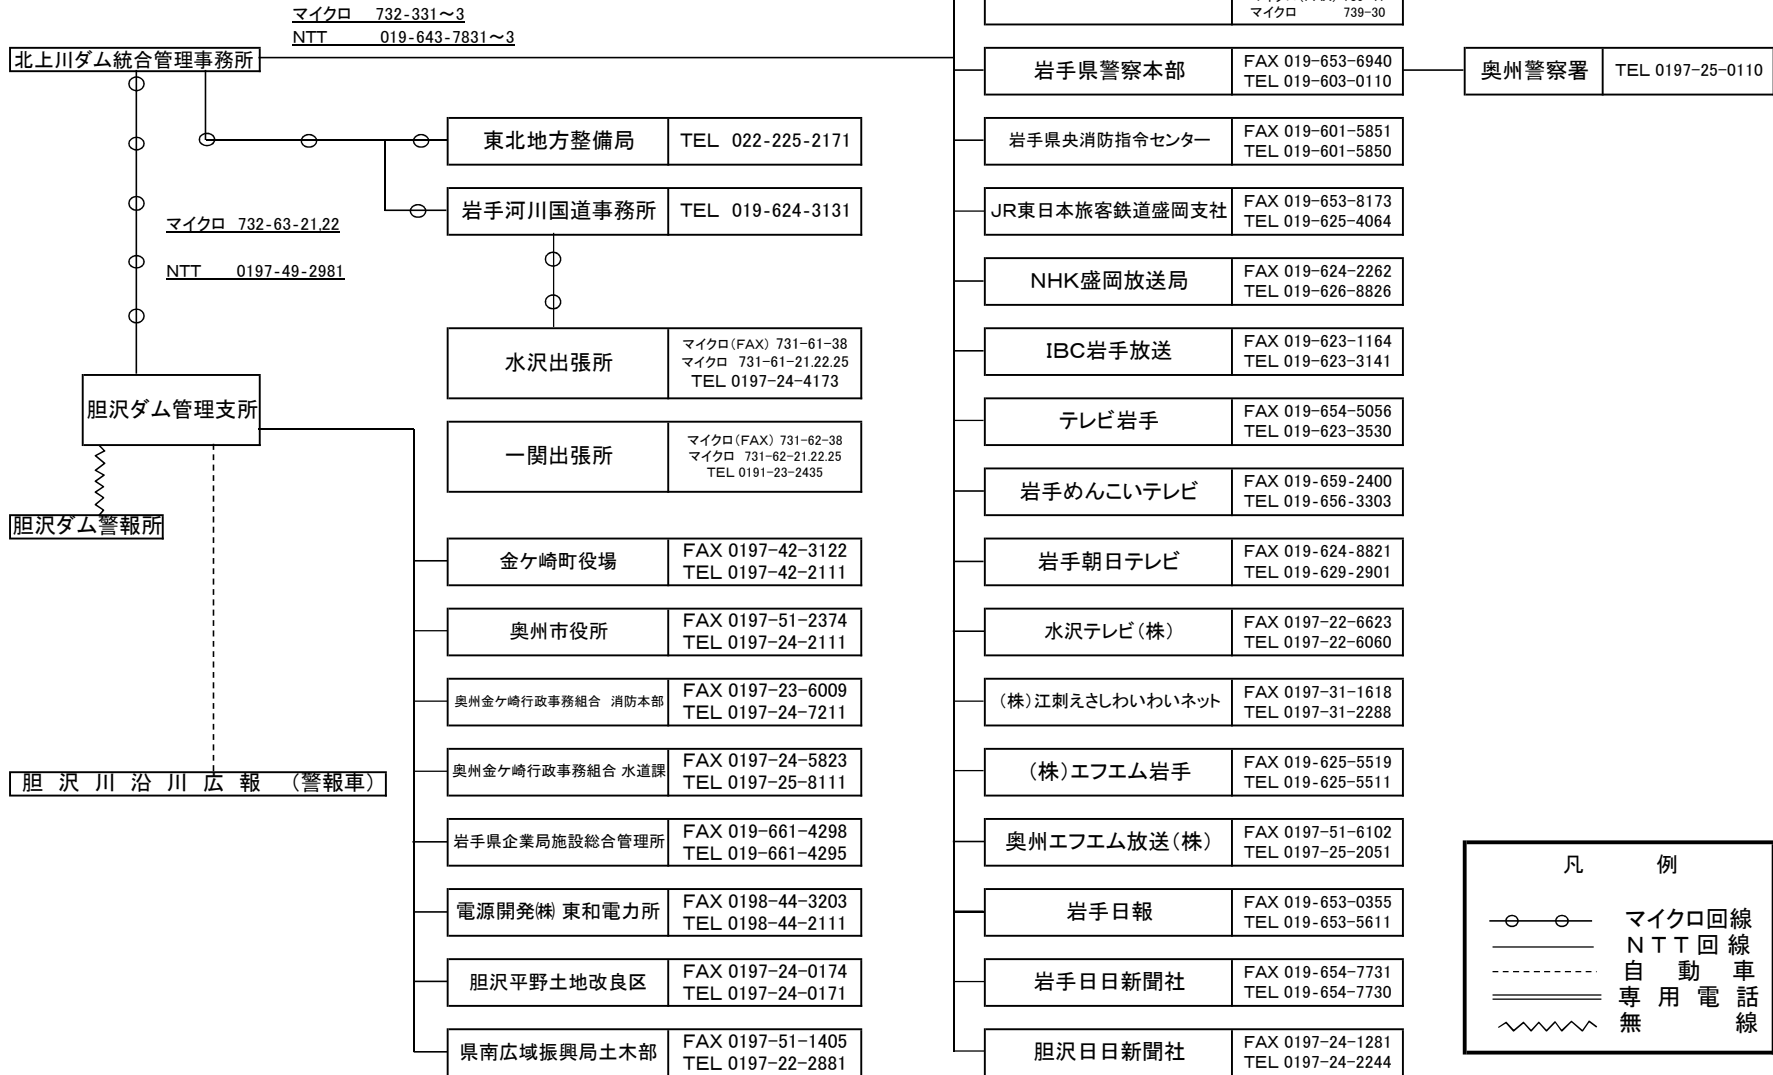 マイクロ 732-331～3
NTT 019-643-7831～3
北上川ダム統合管理事務所
東北地方整備局 TEL 022-225-2171
岩手河川国道事務所 TEL 019-624-3131
マイクロ 732-63-21,22
NTT 0197-49-2981
水沢出張所
マイクロ(FAX) 731-61-38
マイクロ 731-61-21.22.25
TEL 0197-24-4173
胆沢ダム管理支所
一関出張所
マイクロ(FAX) 731-62-38
マイクロ 731-62-21.22.25
TEL 0191-23-2435
胆沢ダム警報所
胆沢川沿川広報 (警報車)
金ケ崎町役場
FAX 0197-42-3122
TEL 0197-42-2111
奥州市役所
FAX 0197-51-2374
TEL 0197-24-2111
奥州金ケ崎行政事務組合 消防本部
FAX 0197-23-6009
TEL 0197-24-7211
奥州金ケ崎行政事務組合 水道課
FAX 0197-24-5823
TEL 0197-25-8111
岩手県企業局施設総合管理所
FAX 019-661-4298
TEL 019-661-4295
電源開発㈱ 東和電力所
FAX 0198-44-3203
TEL 0198-44-2111
胆沢平野土地改良区
FAX 0197-24-0174
TEL 0197-24-0171
県南広域振興局土木部
FAX 0197-51-1405
TEL 0197-22-2881
マイクロ 739-30
岩手県警察本部
FAX 019-653-6940
TEL 019-603-0110
奥州警察署 TEL 0197-25-0110
岩手県央消防指令センター
FAX 019-601-5851
TEL 019-601-5850
JR東日本旅客鉄道盛岡支社
FAX 019-653-8173
TEL 019-625-4064
NHK盛岡放送局
FAX 019-624-2262
TEL 019-626-8826
IBC岩手放送
FAX 019-623-1164
TEL 019-623-3141
テレビ岩手
FAX 019-654-5056
TEL 019-623-3530
岩手めんこいテレビ
FAX 019-659-2400
TEL 019-656-3303
岩手朝日テレビ
FAX 019-624-8821
TEL 019-629-2901
水沢テレビ(株)
FAX 0197-22-6623
TEL 0197-22-6060
(株)江刺えさしわいわいネット
FAX 0197-31-1618
TEL 0197-31-2288
(株)エフエム岩手
FAX 019-625-5519
TEL 019-625-5511
奥州エフエム放送(株)
FAX 0197-51-6102
TEL 0197-25-2051
岩手日報
FAX 019-653-0355
TEL 019-653-5611
岩手日日新聞社
FAX 019-654-7731
TEL 019-654-7730
胆沢日日新聞社
FAX 0197-24-1281
TEL 0197-24-2244
凡 例
マイクロ回線
NTT回線
自動車
専用電話
無線